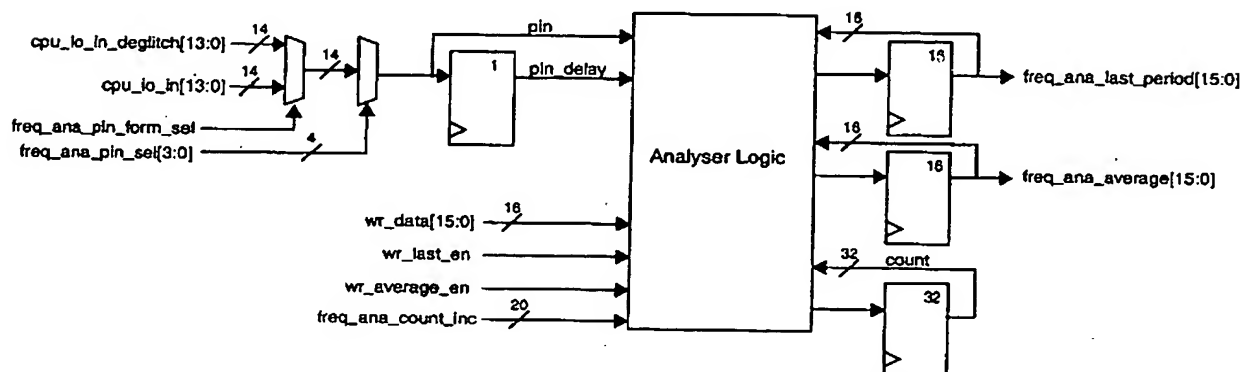 cpu_io_in_deglitch[13:0]
14
cpu_io_in[13:0]
14
14
freq_ana_pin_form_sel
freq_ana_pin_sel[3:0]
4
1
pin
pin_delay
Analyser Logic
wr_data[15:0]
16
wr_last_en
wr_average_en
freq_ana_count_inc
20
16
16
freq_ana_last_period[15:0]
16
16
freq_ana_average[15:0]
32
count
32